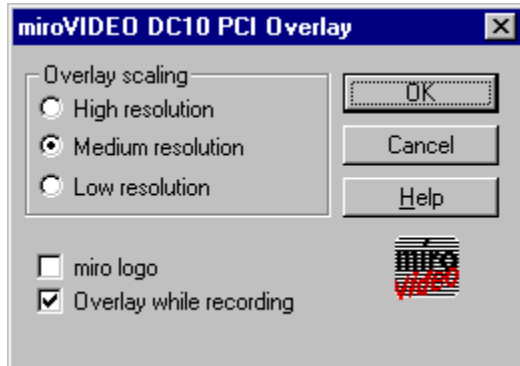 miroVIDEO DC10 PCI Overlay
Overlay scaling
High resolution
Medium resolution
Low resolution
OK
Cancel
Help
miro logo
Overlay while recording
miro
video